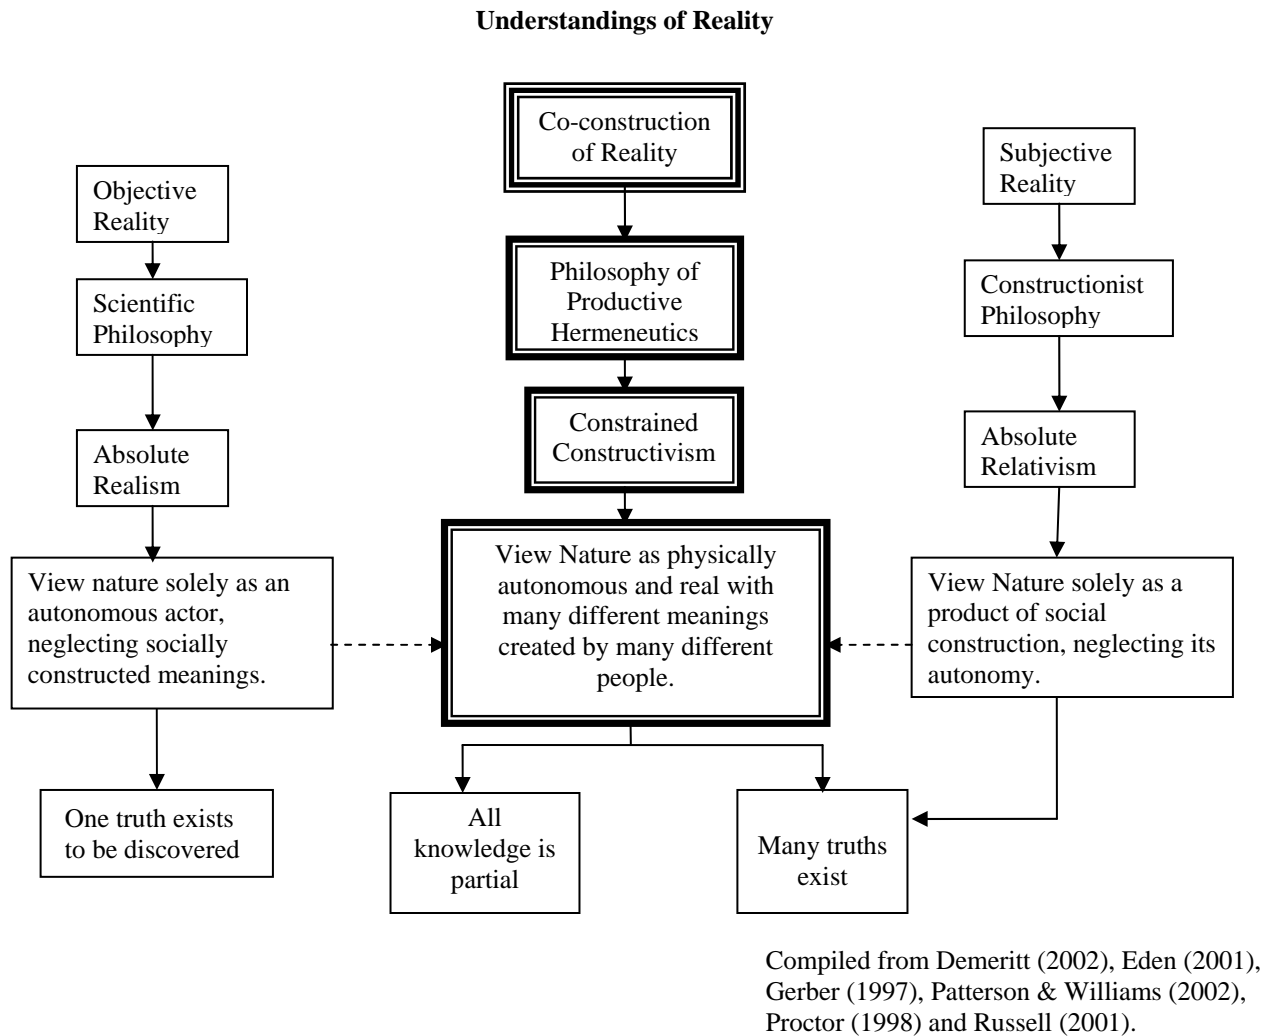 Understandings of Reality
Objective
Reality
Scientific
Philosophy
Absolute
Realism
View nature solely as an
autonomous actor,
neglecting socially
constructed meanings.
One truth exists
to be discovered
Co-construction
of Reality
Philosophy of
Productive
Hermeneutics
Constrained
Constructivism
View Nature as physically
autonomous and real with
many different meanings
created by many different
people.
All
knowledge is
partial
Many truths
exist
Subjective
Reality
Constructionist
Philosophy
Absolute
Relativism
View Nature solely as a
product of social
construction, neglecting its
autonomy.
Compiled from Demeritt (2002), Eden (2001),
Gerber (1997), Patterson & Williams (2002),
Proctor (1998) and Russell (2001).